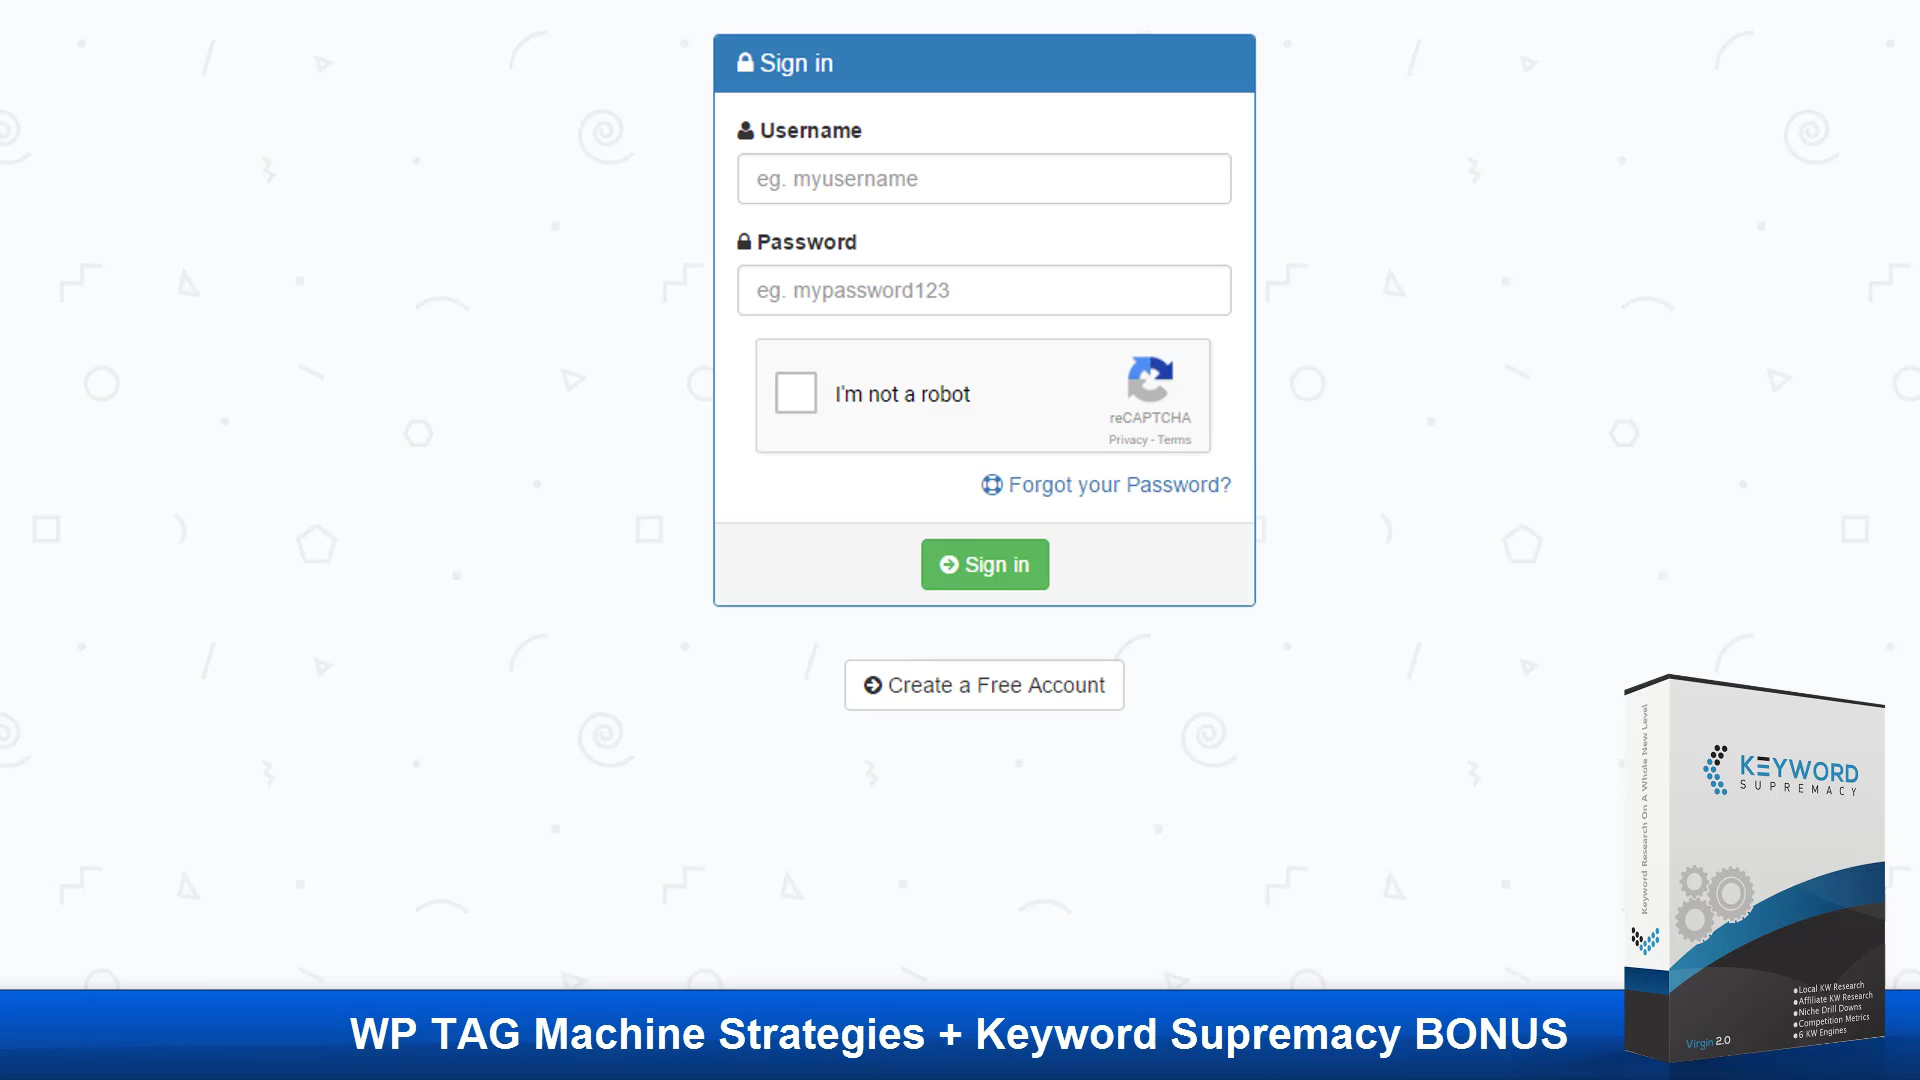 Sign in
Username
eg. myusername
Password
eg. mypassword123
I'm not a robot
reCAPTCHA
Privacy - Terms
Forgot your Password?
Sign in
Create a Free Account
Keyword Research On A Whole New Level
KEYWORD
SUPREMACY
Local KW Research
Affiliate KW Research
Niche Drill Downs
Competition Metrics
6 KW Engines
Virgin 2.0
WP TAG Machine Strategies + Keyword Supremacy BONUS